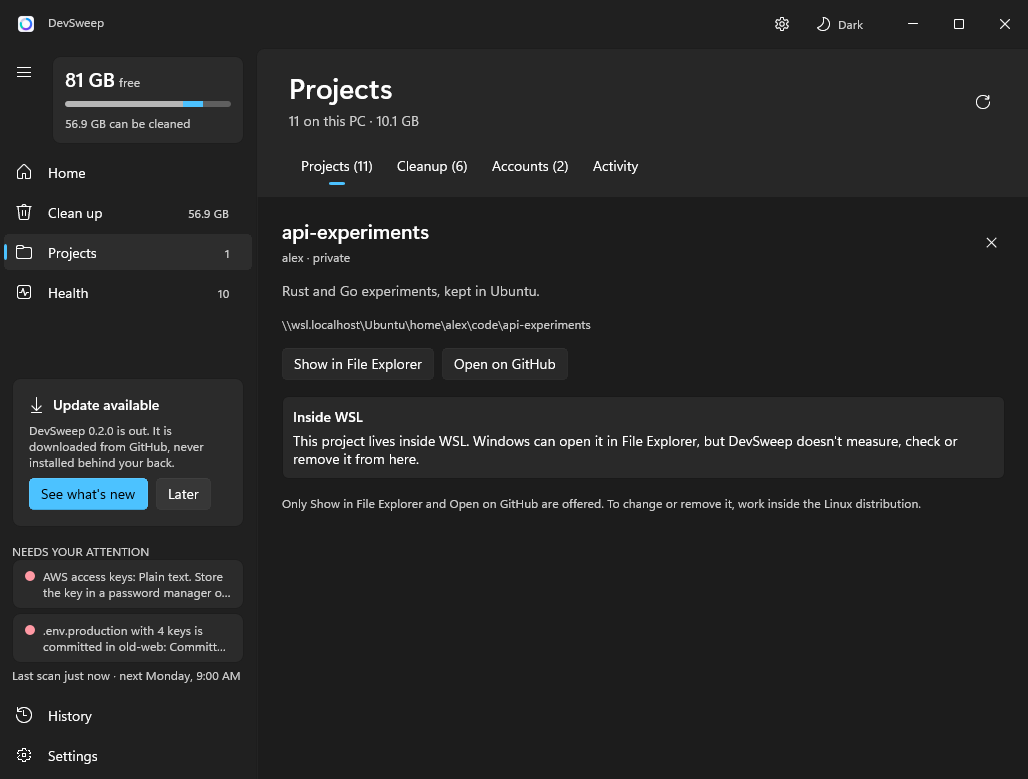 DevSweep
Dark
81 GB free
56.9 GB can be cleaned
Home
Clean up 56.9 GB
Projects 1
Health 10
Update available
DevSweep 0.2.0 is out. It is
downloaded from GitHub, never
installed behind your back.
See what's new Later
NEEDS YOUR ATTENTION
AWS access keys: Plain text. Store
the key in a password manager o...
.env.production with 4 keys is
committed in old-web: Committ...
Last scan just now · next Monday, 9:00 AM
History
Settings
Projects
11 on this PC · 10.1 GB
Projects (11) Cleanup (6) Accounts (2) Activity
api-experiments
alex · private
Rust and Go experiments, kept in Ubuntu.
\\wsl.localhost\Ubuntu\home\alex\code\api-experiments
Show in File Explorer Open on GitHub
Inside WSL
This project lives inside WSL. Windows can open it in File Explorer, but DevSweep doesn't measure, check or
remove it from here.
Only Show in File Explorer and Open on GitHub are offered. To change or remove it, work inside the Linux distribution.